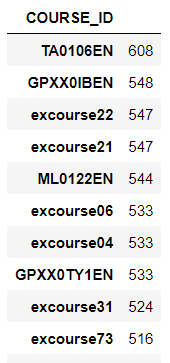 COURSE_ID
TA0106EN 608
GPXX0IBEN 548
excourse22 547
excourse21 547
ML0122EN 544
excourse06 533
excourse04 533
GPXX0TY1EN 533
excourse31 524
excourse73 516